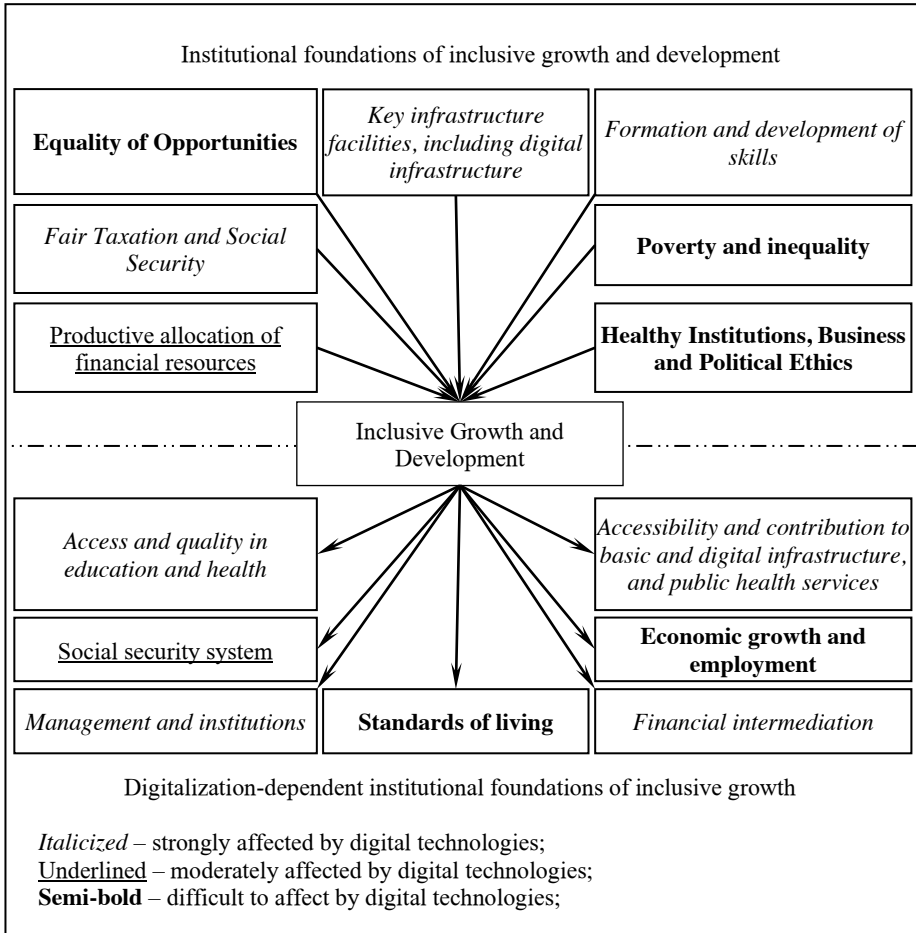 Institutional foundations of inclusive growth and development
Equality of Opportunities
Key infrastructure
facilities, including digital
infrastructure
Formation and development of
skills
Fair Taxation and Social
Security
Poverty and inequality
Productive allocation of
financial resources
Healthy Institutions, Business
and Political Ethics
Inclusive Growth and
Development
Access and quality in
education and health
Accessibility and contribution to
basic and digital infrastructure,
and public health services
Social security system
Economic growth and
employment
Management and institutions
Standards of living
Financial intermediation
Digitalization-dependent institutional foundations of inclusive growth
Italicized – strongly affected by digital technologies;
Underlined – moderately affected by digital technologies;
Semi-bold – difficult to affect by digital technologies;